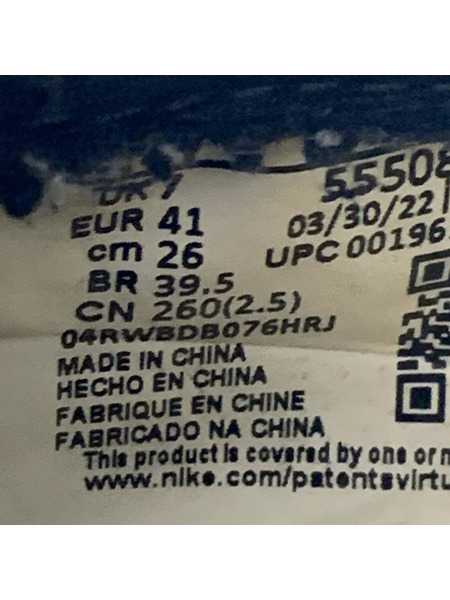 EUR 41
cm 26
BR 39.5
CN 260(2.5)
04RWBDB076HRJ
MADE IN CHINA
HECHO EN CHINA
FABRIQUE EN CHINE
FABRICADO NA CHINA
This product is covered by one or
www.nike.com/patentsvirtu
55508
03/30/22
UPC 00196